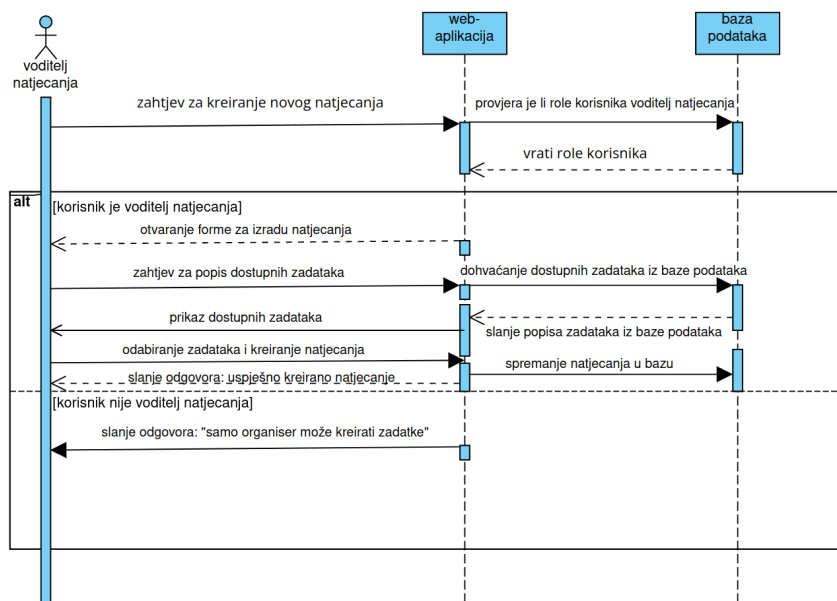 voditelj
natjecanja
web-
aplikacija
baza
podataka
zahtjev za kreiranje novog natjecanja
provjera je li role korisnika voditelj natjecanja
vrati role korisnika
alt
[korisnik je voditelj natjecanja]
otvaranje forme za izradu natjecanja
zahtjev za popis dostupnih zadataka
dohvaćanje dostupnih zadataka iz baze podataka
prikaz dostupnih zadataka
slanje popisa zadataka iz baze podataka
odabiranje zadataka i kreiranje natjecanja
spremanje natjecanja u bazu
slanje odgovora: uspješno kreirano natjecanje
[korisnik nije voditelj natjecanja]
slanje odgovora: "samo organiser može kreirati zadatke"